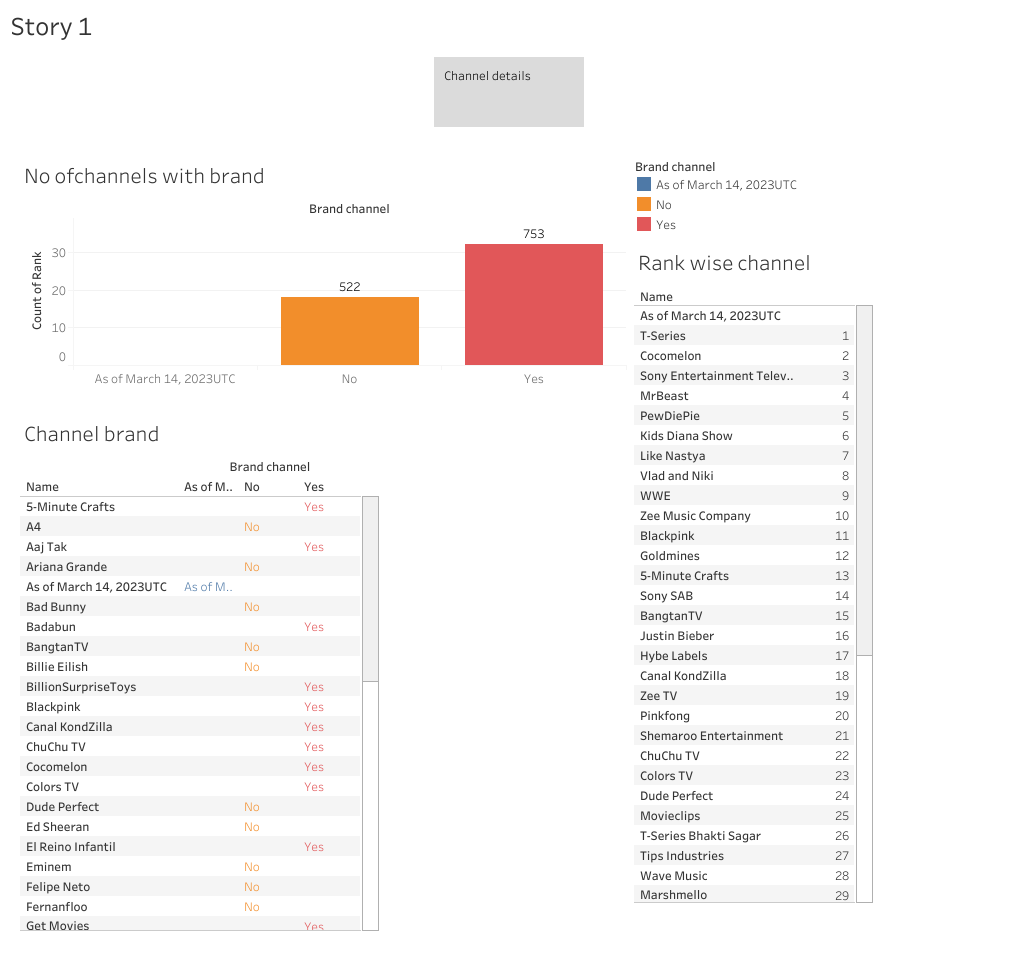 Story 1
Channel details
No ofchannels with brand
Brand channel
Count of Rank
30
20
10
0
522
753
As of March 14, 2023UTC
No
Yes
Brand channel
As of March 14, 2023UTC
No
Yes
Channel brand
Brand channel
Name As of M.. No Yes
5-Minute Crafts Yes
A4 No
Aaj Tak Yes
Ariana Grande No
As of March 14, 2023UTC As of M..
Bad Bunny No
Badabun Yes
BangtanTV No
Billie Eilish No
BillionSurpriseToys Yes
Blackpink Yes
Canal KondZilla Yes
ChuChu TV Yes
Cocomelon Yes
Colors TV Yes
Dude Perfect No
Ed Sheeran No
El Reino Infantil Yes
Eminem No
Felipe Neto No
Fernanfloo No
Get Movies Yes
Rank wise channel
Name
As of March 14, 2023UTC
T-Series 1
Cocomelon 2
Sony Entertainment Telev.. 3
MrBeast 4
PewDiePie 5
Kids Diana Show 6
Like Nastya 7
Vlad and Niki 8
WWE 9
Zee Music Company 10
Blackpink 11
Goldmines 12
5-Minute Crafts 13
Sony SAB 14
BangtanTV 15
Justin Bieber 16
Hybe Labels 17
Canal KondZilla 18
Zee TV 19
Pinkfong 20
Shemaroo Entertainment 21
ChuChu TV 22
Colors TV 23
Dude Perfect 24
Movieclips 25
T-Series Bhakti Sagar 26
Tips Industries 27
Wave Music 28
Marshmello 29